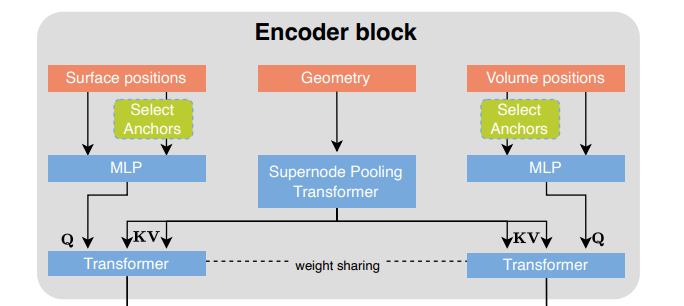 Encoder block
Surface positions
Geometry
Volume positions
Select
Anchors
Select
Anchors
MLP
Supernode Pooling
Transformer
MLP
Q
KV
KV
Q
Transformer
weight sharing
Transformer